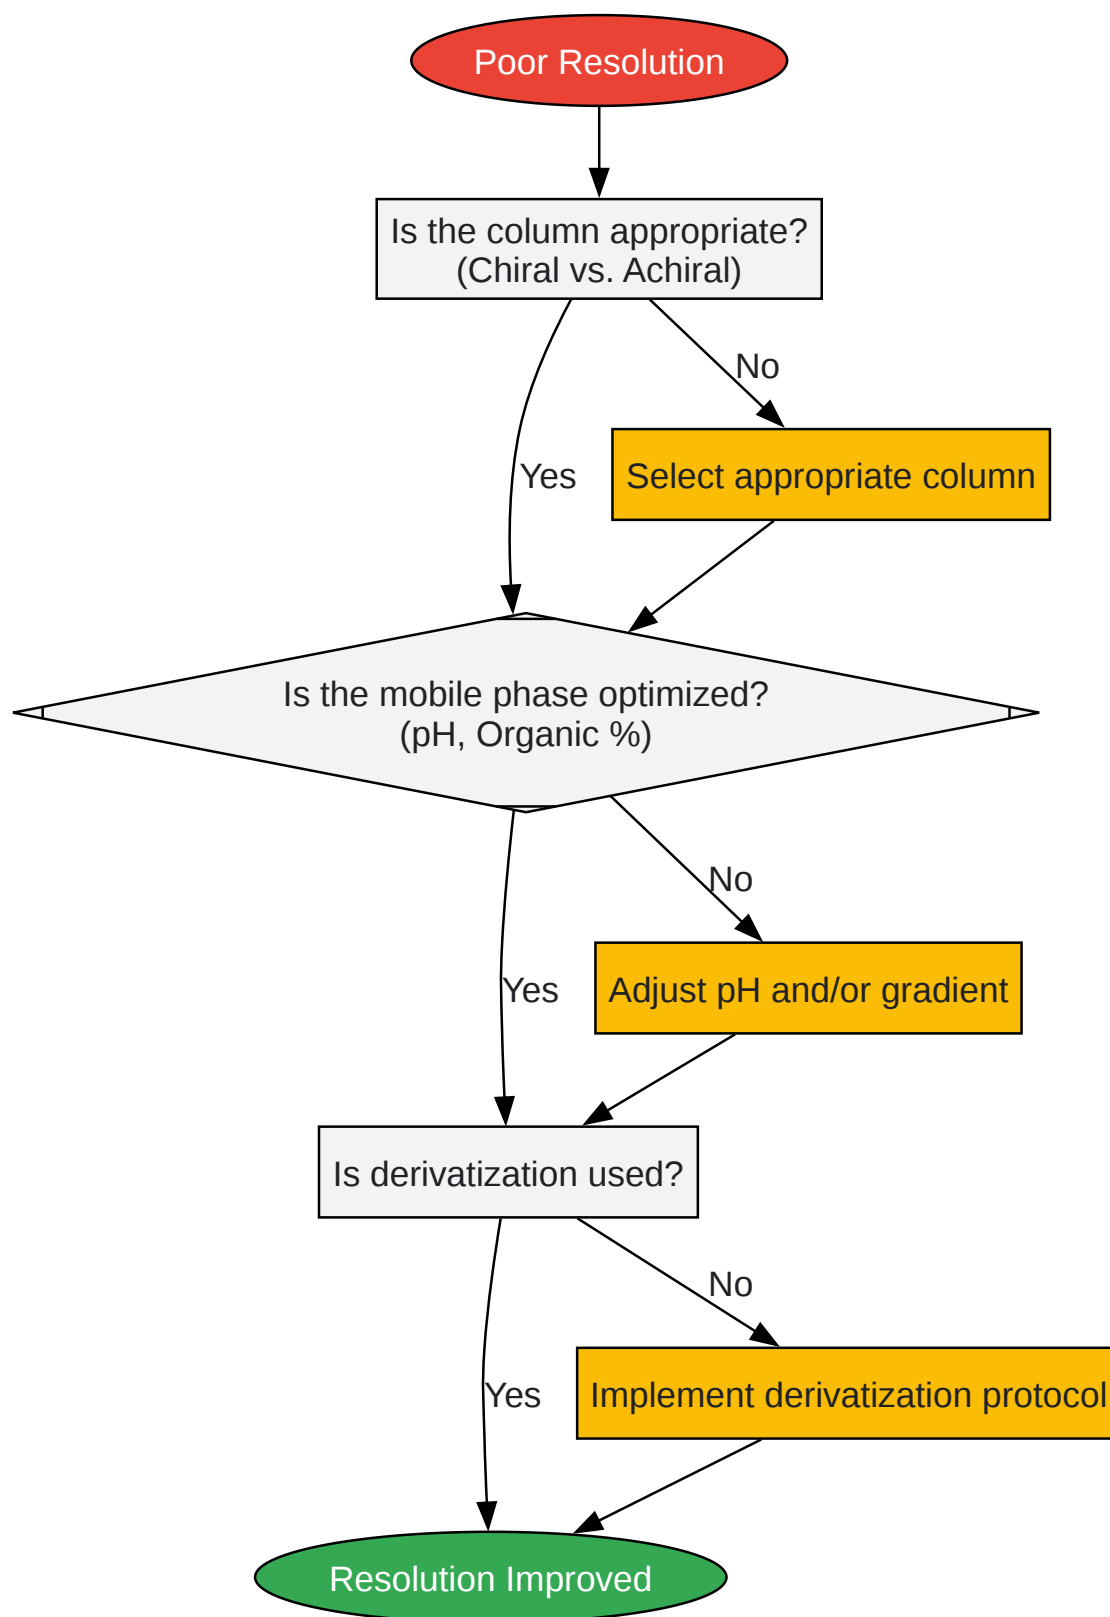 Poor Resolution
Is the column appropriate?
(Chiral vs. Achiral)
No
Yes
Select appropriate column
Is the mobile phase optimized?
(pH, Organic %)
No
Yes
Adjust pH and/or gradient
Is derivatization used?
No
Yes
Implement derivatization protocol
Resolution Improved